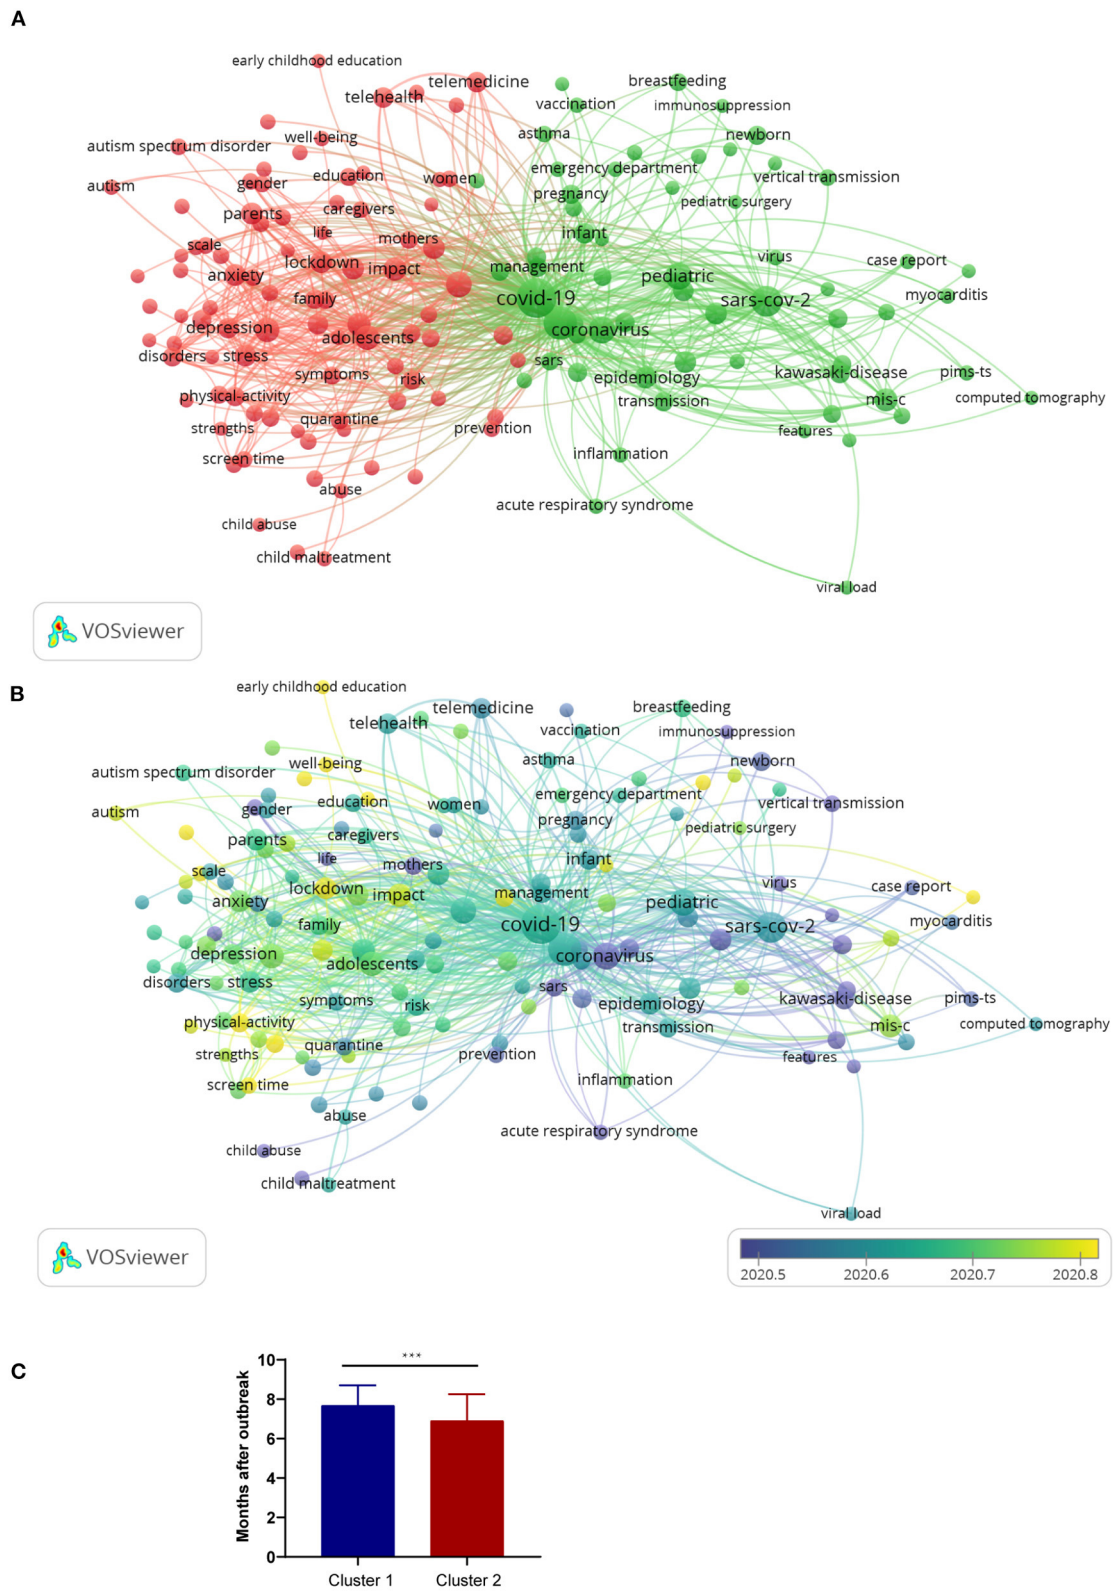 A
early childhood education
telemedicine
breastfeeding
telehealth
vaccination
immunosuppression
asthma
newborn
well-being
autism spectrum disorder
emergency department
education
women
vertical transmission
autism
gender
pregnancy
pediatric surgery
parents
caregivers
life
infant
mothers
scale
virus
lockdown
impact
management
case report
anxiety
pediatric
family
covid-19
sars-cov-2
myocarditis
depression
adolescents
coronavirus
disorders
stress
sars
symptoms
risk
epidemiology
kawasaki-disease
pims-ts
physical-activity
transmission
mis-c
computed tomography
strengths
quarantine
prevention
features
screen time
inflammation
abuse
acute respiratory syndrome
child abuse
child maltreatment
viral load
VOSviewer
B
early childhood education
telemedicine
breastfeeding
telehealth
vaccination
immunosuppression
asthma
newborn
well-being
autism spectrum disorder
emergency department
education
women
vertical transmission
autism
gender
pregnancy
pediatric surgery
parents
caregivers
life
infant
mothers
scale
virus
lockdown
impact
management
case report
anxiety
pediatric
family
covid-19
sars-cov-2
myocarditis
depression
adolescents
coronavirus
disorders
stress
sars
symptoms
risk
epidemiology
kawasaki-disease
pims-ts
physical-activity
transmission
mis-c
computed tomography
strengths
quarantine
prevention
features
screen time
inflammation
abuse
acute respiratory syndrome
child abuse
child maltreatment
viral load
VOSviewer
2020.5 2020.6 2020.7 2020.8
C
Months after outbreak
10
8
6
4
2
0
***
Cluster 1 Cluster 2